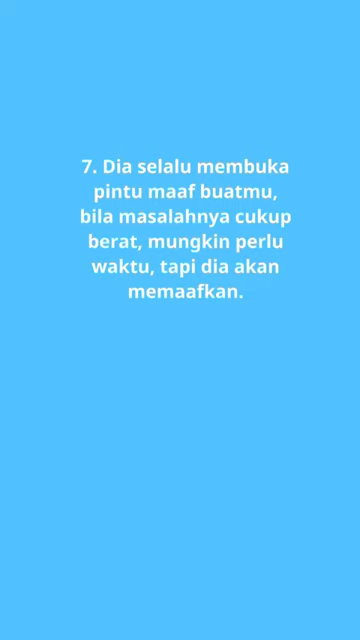 7. Dia selalu membuka
pintu maaf buatmu,
bila masalahnya cukup
berat, mungkin perlu
waktu, tapi dia akan
memaafkan.